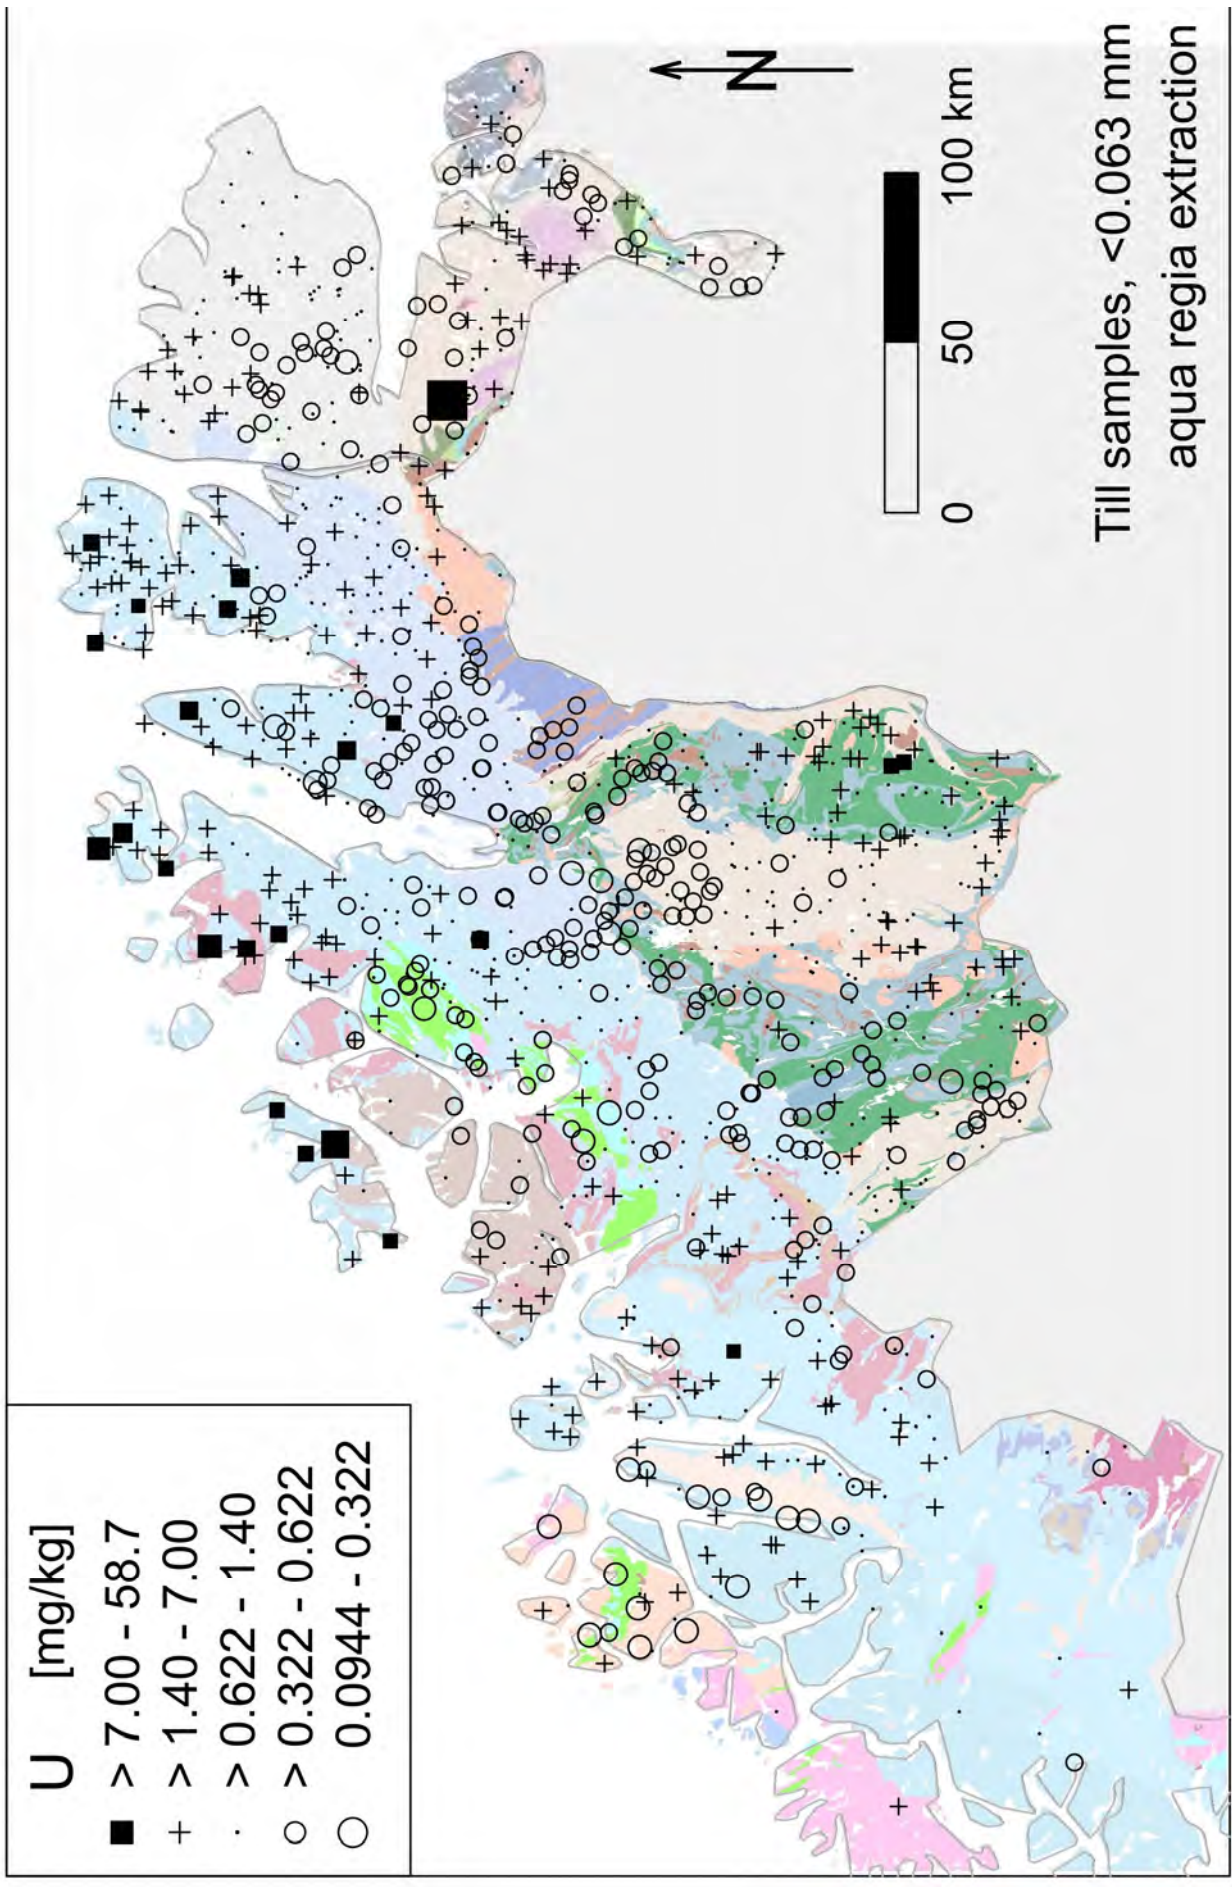 U [mg/kg]
> 7.00 - 58.7
> 1.40 - 7.00
> 0.622 - 1.40
> 0.322 - 0.622
0.0944 - 0.322
N
0 50 100 km
Till samples, <0.063 mm
aqua regia extraction